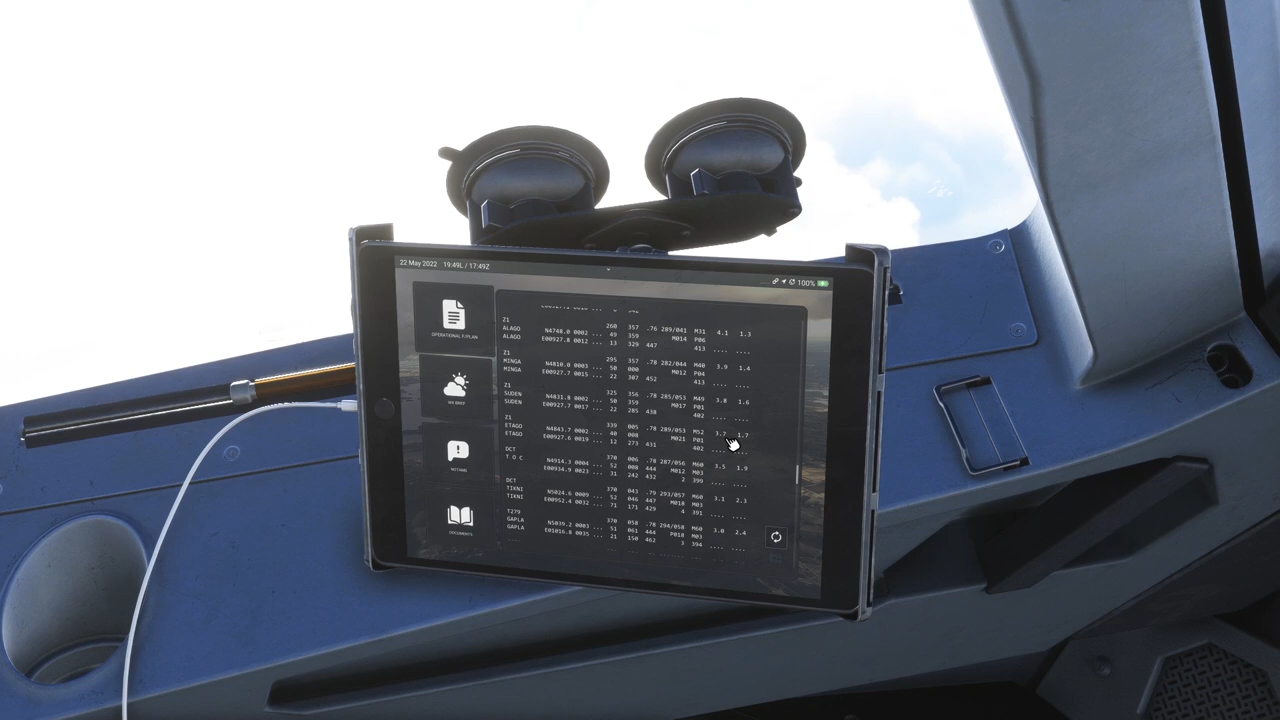 22 May 2022 19:49L / 17:49Z
100%
OPERATIONAL F/PLAN
WX BRIEF
NOTAMS
DOCUMENTS
Z1 260 357 .76 289/041 M31 4.1 1.3
ALAGO N4748.0 0002 ... 49 359 M014 P06
ALAGO E00927.8 0012 ... 13 329 447 413 .... ....
Z1 295 357 .78 282/044 M40 3.9 1.4
MINGA N4810.0 0003 ... 50 000 M012 P04
MINGA E00927.7 0015 ... 22 307 452 413 .... ....
Z1 325 356 .78 285/053 M49 3.8 1.6
SUDEN N4831.8 0002 ... 50 359 M017 P01
SUDEN E00927.7 0017 ... 22 285 438 402 .... ....
Z1 339 005 .78 289/053 M52 3.7 1.7
ETAGO N4843.7 0002 ... 40 008 M021 P01
ETAGO E00927.6 0019 ... 12 273 431 402 .... ....
DCT 370 006 .78 287/056 M60 3.5 1.9
T O C N4914.3 0004 ... 52 008 444 M012 M03
E00934.9 0023 ... 31 242 432 2 399 .... ....
DCT 370 043 .79 293/057 M60 3.1 2.3
TIKNI N5024.6 0009 ... 52 046 447 M018 M03
TIKNI E00952.4 0032 ... 71 171 429 4 391 .... ....
T279 370 058 .78 294/058 M60 3.0 2.4
GAPLA N5039.2 0003 ... 51 061 444 P018 M03
GAPLA E01016.8 0035 ... 21 150 462 3 394 .... ....